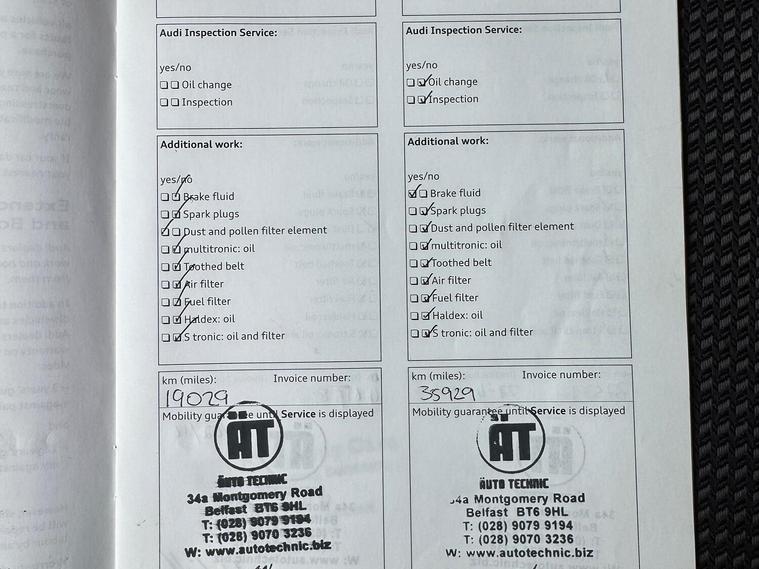 Audi Inspection Service:
yes/no
Oil change
Inspection
Additional work:
yes/no
Brake fluid
Spark plugs
Dust and pollen filter element
multitronic: oil
Toothed belt
Air filter
Fuel filter
Haldex: oil
S tronic: oil and filter
km (miles): Invoice number:
19029
Mobility guarantee until Service is displayed
AT
AUTO TECHNIC
34a Montgomery Road
Belfast BT6 9HL
T: (028) 9079 9194
T: (028) 9070 3236
W: www.autotechnic.biz
Audi Inspection Service:
yes/no
Oil change
Inspection
Additional work:
yes/no
Brake fluid
Spark plugs
Dust and pollen filter element
multitronic: oil
Toothed belt
Air filter
Fuel filter
Haldex: oil
S tronic: oil and filter
km (miles): Invoice number:
35929
Mobility guarantee until Service is displayed
ÄT
ÄUTO TECHNIC
34a Montgomery Road
Belfast BT6 9HL
T: (028) 9079 9194
T: (028) 9070 3236
W: www.autotechnic.biz